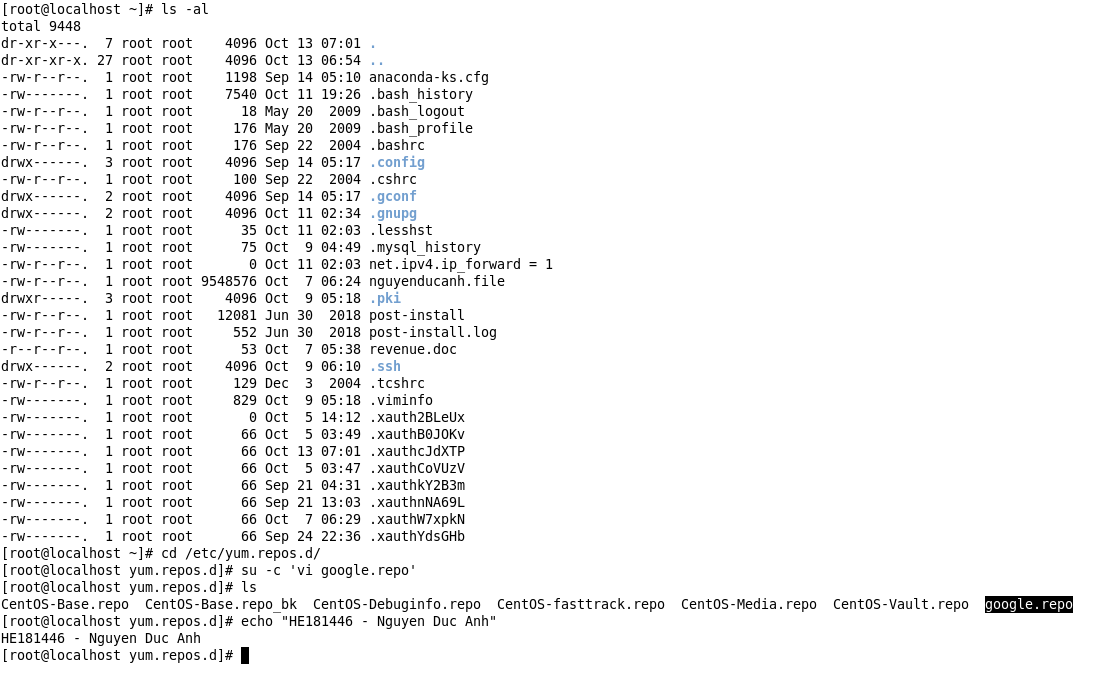 [root@localhost ~]# ls -al
total 9448
dr-xr-x---.  7 root root    4096 Oct 13 07:01 .
dr-xr-xr-x. 27 root root    4096 Oct 13 06:54 ..
-rw-r--r--.  1 root root    1198 Sep 14 05:10 anaconda-ks.cfg
-rw-------.  1 root root    7540 Oct 11 19:26 .bash_history
-rw-r--r--.  1 root root      18 May 20  2009 .bash_logout
-rw-r--r--.  1 root root     176 May 20  2009 .bash_profile
-rw-r--r--.  1 root root     176 Sep 22  2004 .bashrc
drwx------.  3 root root    4096 Sep 14 05:17 .config
-rw-r--r--.  1 root root     100 Sep 22  2004 .cshrc
drwx------.  2 root root    4096 Sep 14 05:17 .gconf
drwx------.  2 root root    4096 Oct 11 02:34 .gnupg
-rw-------.  1 root root      35 Oct 11 02:03 .lesshst
-rw-------.  1 root root      75 Oct  9 04:49 .mysql_history
-rw-r--r--.  1 root root       0 Oct 11 02:03 net.ipv4.ip_forward = 1
-rw-r--r--.  1 root root 9548576 Oct  7 06:24 nguyenducanh.file
drwxr-----.  3 root root    4096 Oct  9 05:18 .pki
-rw-r--r--.  1 root root   12081 Jun 30  2018 post-install
-rw-r--r--.  1 root root     552 Jun 30  2018 post-install.log
-r--r--r--.  1 root root      53 Oct  7 05:38 revenue.doc
drwx------.  2 root root    4096 Oct  9 06:10 .ssh
-rw-r--r--.  1 root root     129 Dec  3  2004 .tcshrc
-rw-------.  1 root root     829 Oct  9 05:18 .viminfo
-rw-------.  1 root root       0 Oct  5 14:12 .xauth2BLeUx
-rw-------.  1 root root      66 Oct  5 03:49 .xauthB0JOKv
-rw-------.  1 root root      66 Oct 13 07:01 .xauthcJdXTP
-rw-------.  1 root root      66 Oct  5 03:47 .xauthCoVUzV
-rw-------.  1 root root      66 Sep 21 04:31 .xauthkY2B3m
-rw-------.  1 root root      66 Sep 21 13:03 .xauthnNA69L
-rw-------.  1 root root      66 Oct  7 06:29 .xauthW7xpkN
-rw-------.  1 root root      66 Sep 24 22:36 .xauthYdsGHb
[root@localhost ~]# cd /etc/yum.repos.d/
[root@localhost yum.repos.d]# su -c 'vi google.repo'
[root@localhost yum.repos.d]# ls
CentOS-Base.repo  CentOS-Base.repo_bk  CentOS-Debuginfo.repo  CentOS-fasttrack.repo  CentOS-Media.repo  CentOS-Vault.repo  google.repo
[root@localhost yum.repos.d]# echo "HE181446 - Nguyen Duc Anh"
HE181446 - Nguyen Duc Anh
[root@localhost yum.repos.d]#